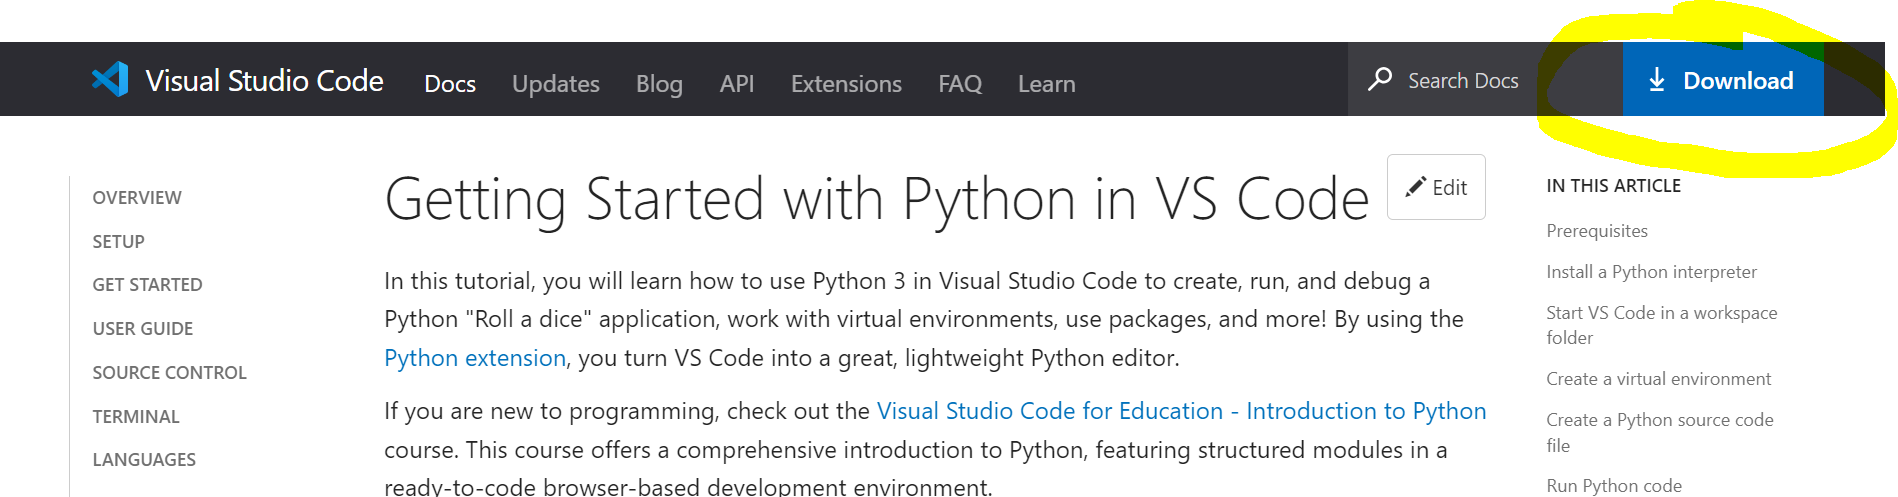 Visual Studio Code Docs Updates Blog API Extensions FAQ Learn Search Docs Download
OVERVIEW
SETUP
GET STARTED
USER GUIDE
SOURCE CONTROL
TERMINAL
LANGUAGES
Getting Started with Python in VS Code
Edit
In this tutorial, you will learn how to use Python 3 in Visual Studio Code to create, run, and debug a
Python "Roll a dice" application, work with virtual environments, use packages, and more! By using the
Python extension, you turn VS Code into a great, lightweight Python editor.
If you are new to programming, check out the Visual Studio Code for Education - Introduction to Python
course. This course offers a comprehensive introduction to Python, featuring structured modules in a
ready-to-code browser-based development environment.
IN THIS ARTICLE
Prerequisites
Install a Python interpreter
Start VS Code in a workspace
folder
Create a virtual environment
Create a Python source code
file
Run Python code